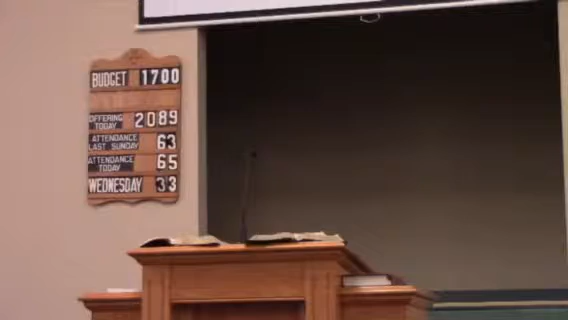 BUDGET 1700
OFFERING
TODAY 2089
ATTENDANCE
LAST SUNDAY 63
ATTENDANCE
TODAY 65
WEDNESDAY 33